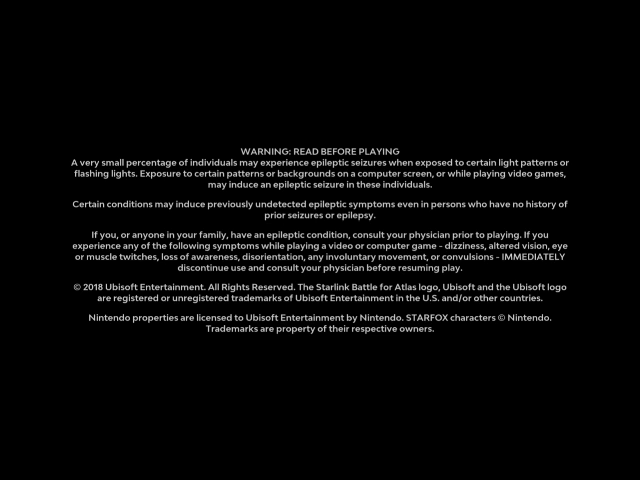 WARNING: READ BEFORE PLAYING
A very small percentage of individuals may experience epileptic seizures when exposed to certain light patterns or
flashing lights. Exposure to certain patterns or backgrounds on a computer screen, or while playing video games,
may induce an epileptic seizure in these individuals.
Certain conditions may induce previously undetected epileptic symptoms even in persons who have no history of
prior seizures or epilepsy.
If you, or anyone in your family, have an epileptic condition, consult your physician prior to playing. If you
experience any of the following symptoms while playing a video or computer game - dizziness, altered vision, eye
or muscle twitches, loss of awareness, disorientation, any involuntary movement, or convulsions - IMMEDIATELY
discontinue use and consult your physician before resuming play.
© 2018 Ubisoft Entertainment. All Rights Reserved. The Starlink Battle for Atlas logo, Ubisoft and the Ubisoft logo
are registered or unregistered trademarks of Ubisoft Entertainment in the U.S. and/or other countries.
Nintendo properties are licensed to Ubisoft Entertainment by Nintendo. STARFOX characters © Nintendo.
Trademarks are property of their respective owners.